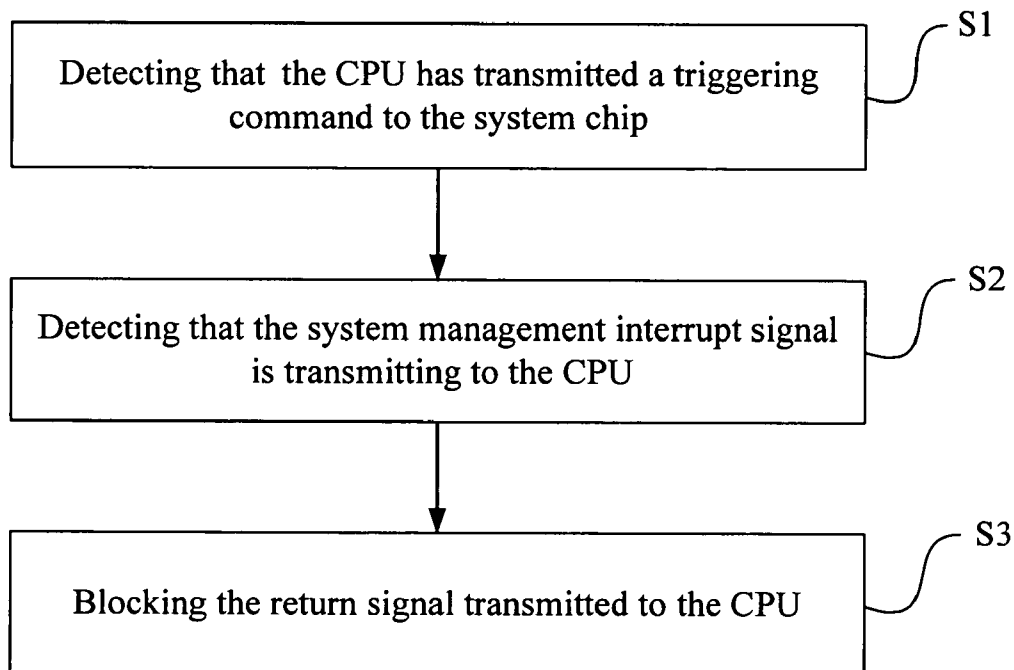 S1
Detecting that the CPU has transmitted a triggering
command to the system chip
S2
Detecting that the system management interrupt signal
is transmitting to the CPU
S3
Blocking the return signal transmitted to the CPU